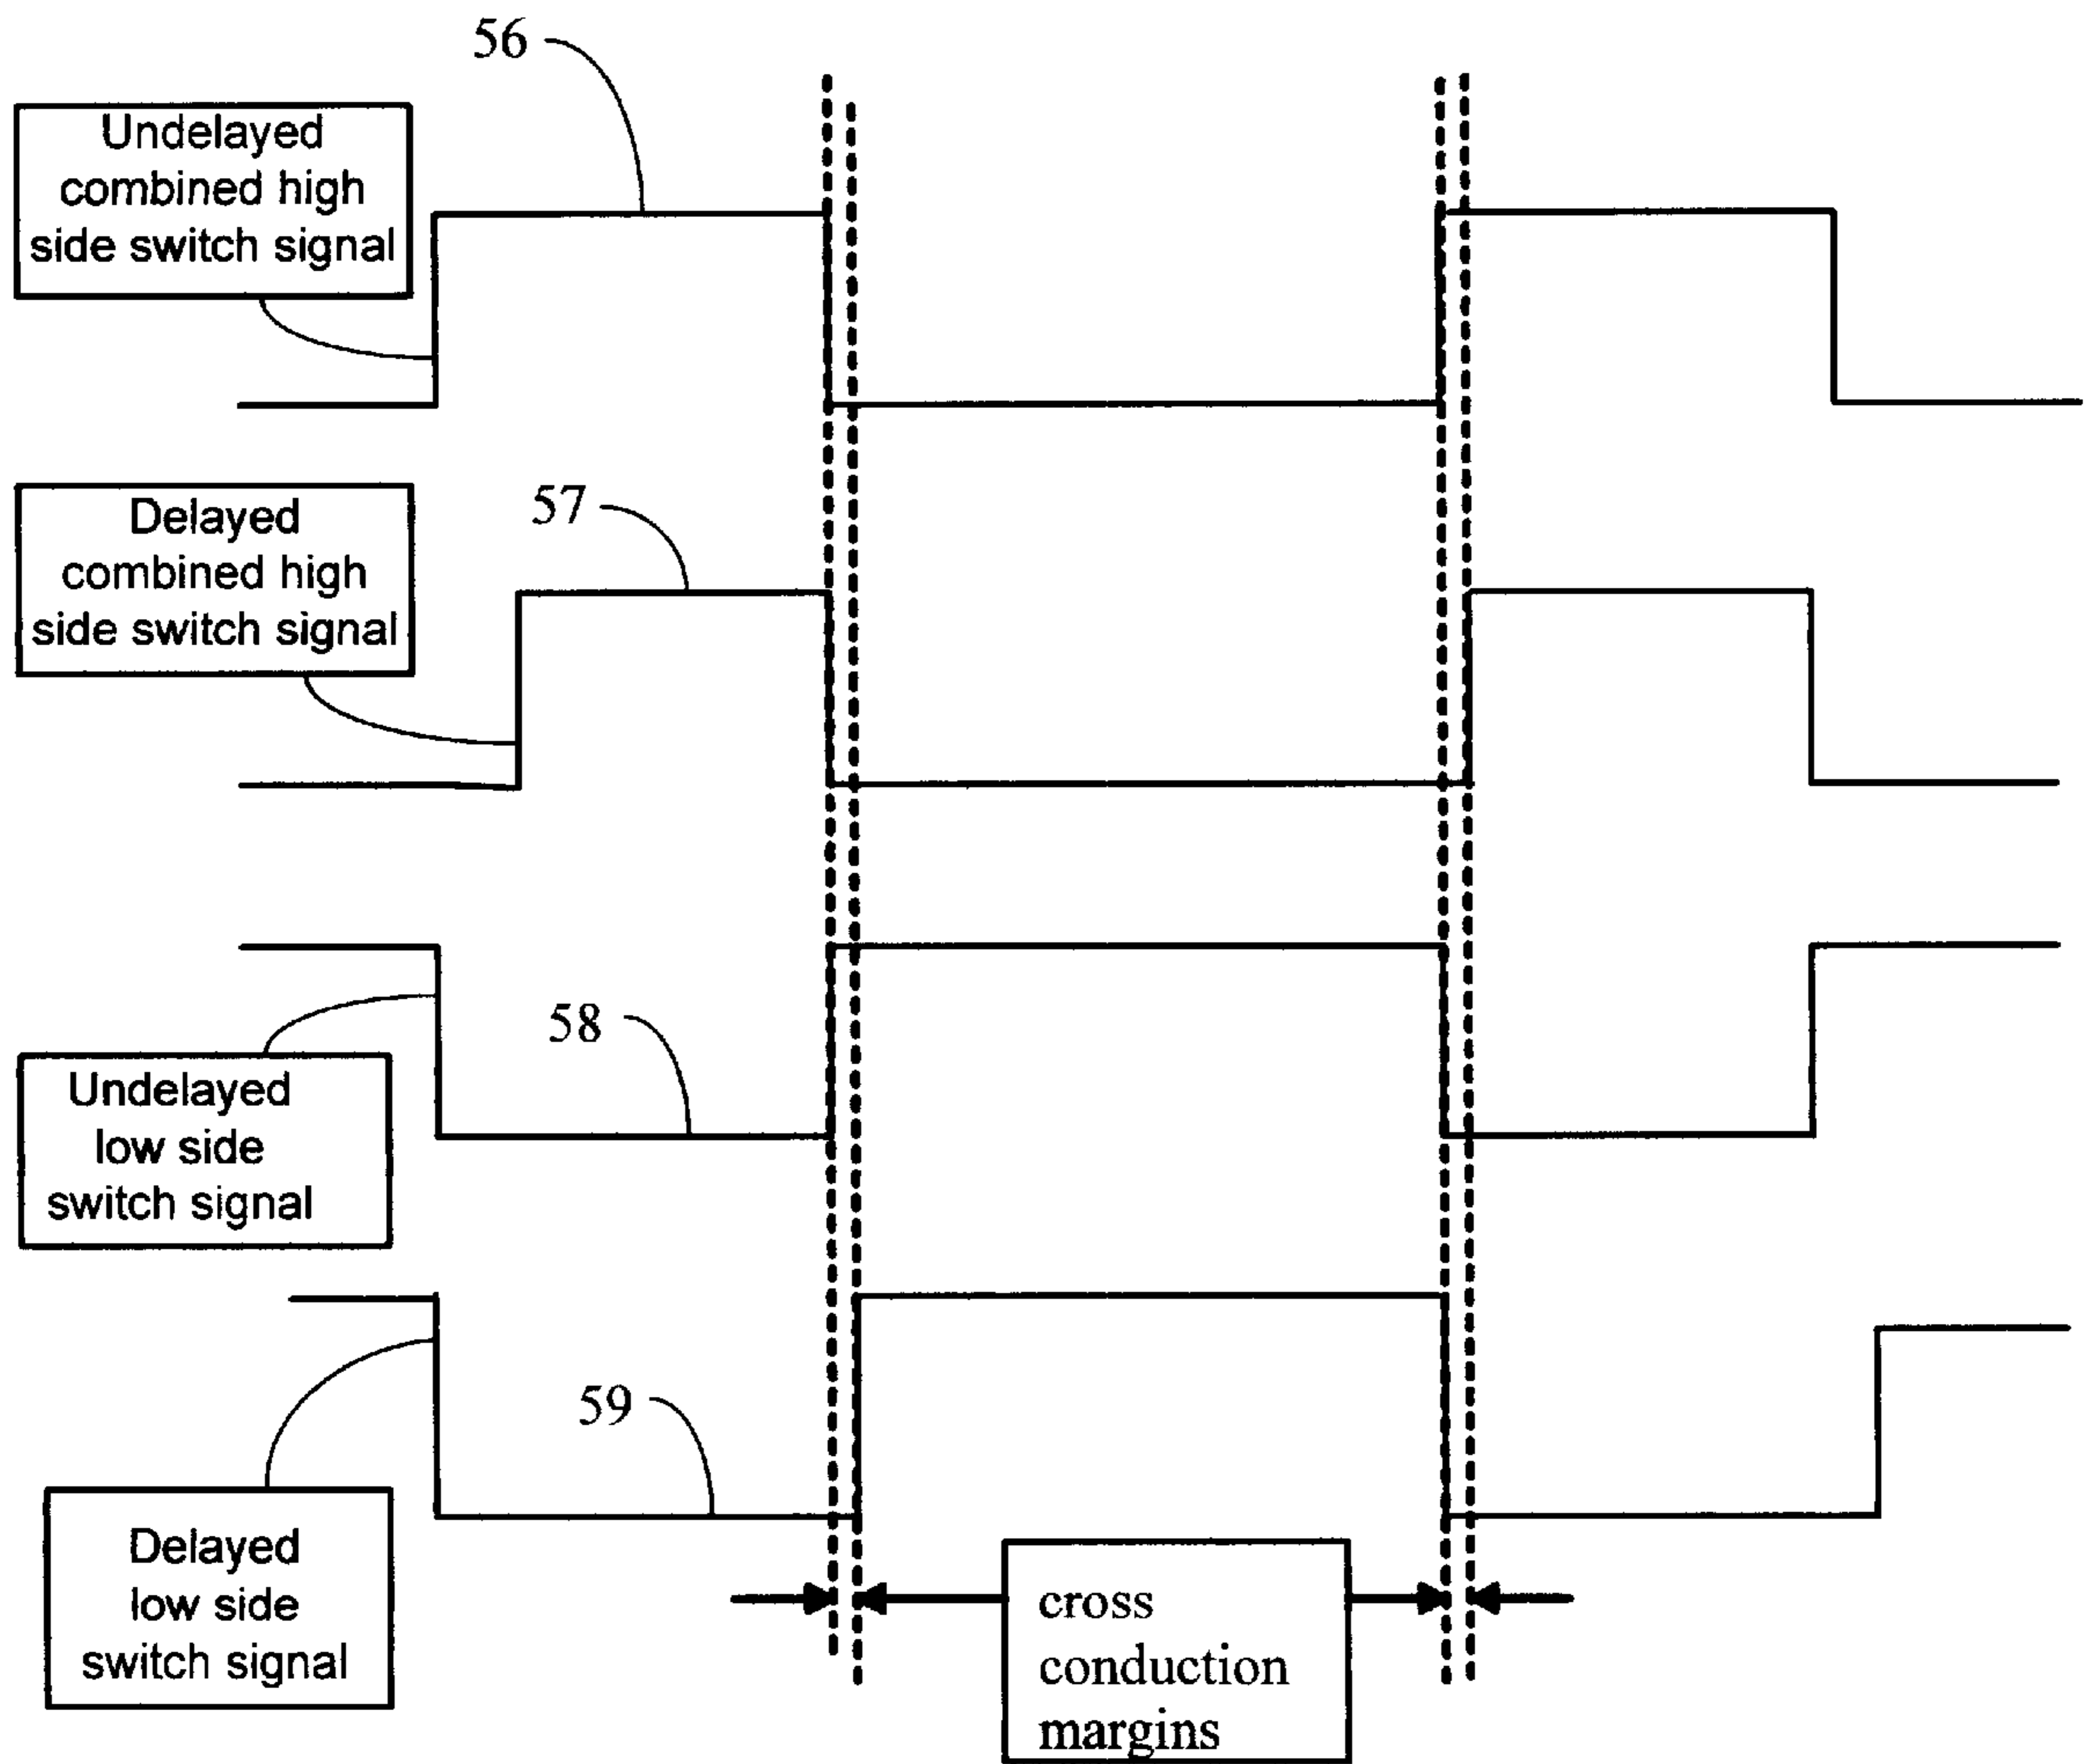 56
Undelayed
combined high
side switch signal
57
Delayed
combined high
side switch signal
58
Undelayed
low side
switch signal
59
Delayed
low side
switch signal
cross
conduction
margins